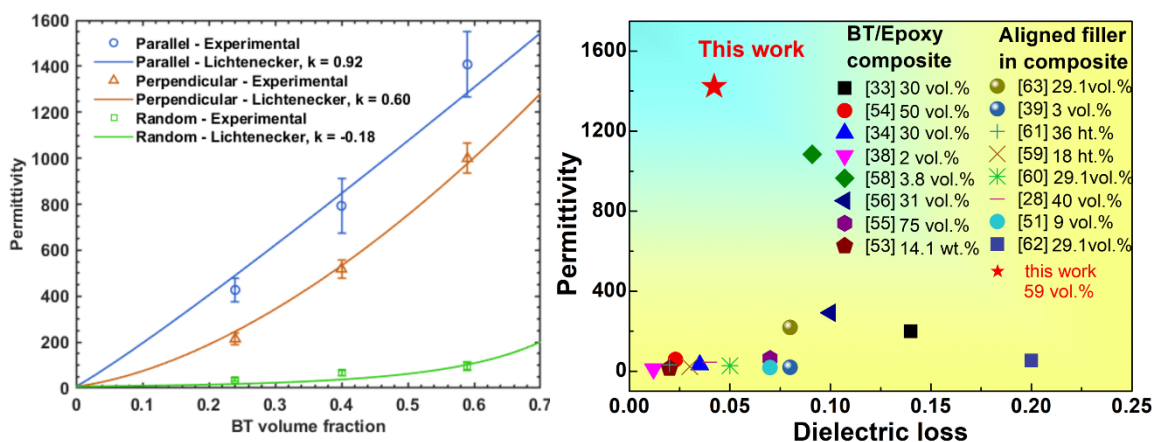 1600
1400
1200
1000
800
600
400
200
0
Permittivity
Parallel - Experimental
Parallel - Lichtenecker, k = 0.92
Perpendicular - Experimental
Perpendicular - Lichtenecker, k = 0.60
Random - Experimental
Random - Lichtenecker, k = -0.18
0 0.1 0.2 0.3 0.4 0.5 0.6 0.7
BT volume fraction
1600
1200
800
400
0
Permittivity
This work
BT/Epoxy
composite
[33] 30 vol.%
[54] 50 vol.%
[34] 30 vol.%
[38] 2 vol.%
[58] 3.8 vol.%
[56] 31 vol.%
[55] 75 vol.%
[53] 14.1 wt.%
Aligned filler
in composite
[63] 29.1 vol.%
[39] 3 vol.%
[61] 36 ht.%
[59] 18 ht.%
[60] 29.1vol.%
[28] 40 vol.%
[51] 9 vol.%
[62] 29.1vol.%
this work
59 vol.%
0.00 0.05 0.10 0.15 0.20 0.25
Dielectric loss